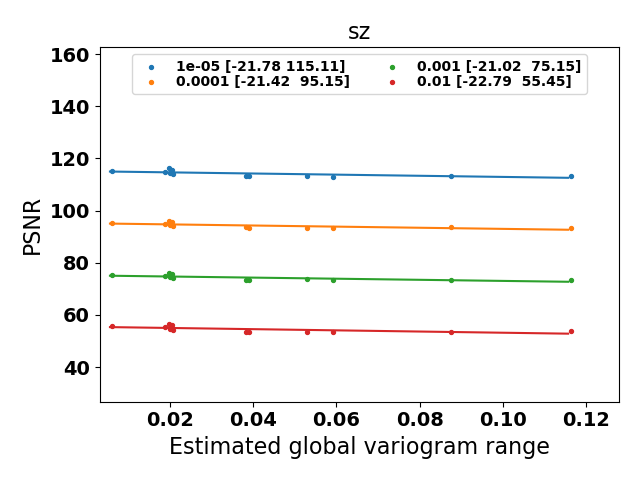 sz
1e-05 [-21.78 115.11]
0.0001 [-21.42  95.15]
0.001 [-21.02  75.15]
0.01 [-22.79  55.45]
160
140
120
100
80
60
40
PSNR
0.02 0.04 0.06 0.08 0.10 0.12
Estimated global variogram range